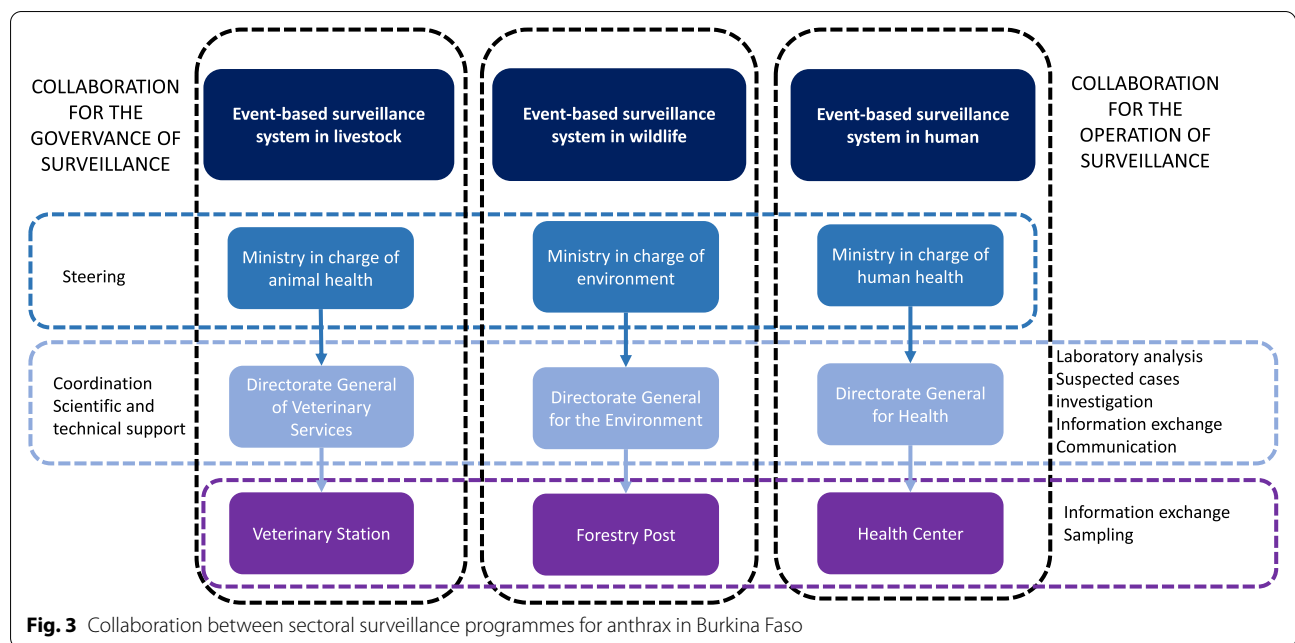 COLLABORATION
FOR THE
GOVERVANCE OF
SURVEILLANCE
Event-based surveillance
system in livestock
Event-based surveillance
system in wildlife
Event-based surveillance
system in human
COLLABORATION
FOR THE
OPERATION OF
SURVEILLANCE
Steering
Ministry in charge of
animal health
Ministry in charge of
environment
Ministry in charge of
human health
Coordination
Scientific and
technical support
Directorate General
of Veterinary
Services
Directorate General
for the Environment
Directorate General
for Health
Laboratory analysis
Suspected cases
investigation
Information exchange
Communication
Veterinary Station
Forestry Post
Health Center
Information exchange
Sampling
Fig. 3 Collaboration between sectoral surveillance programmes for anthrax in Burkina Faso